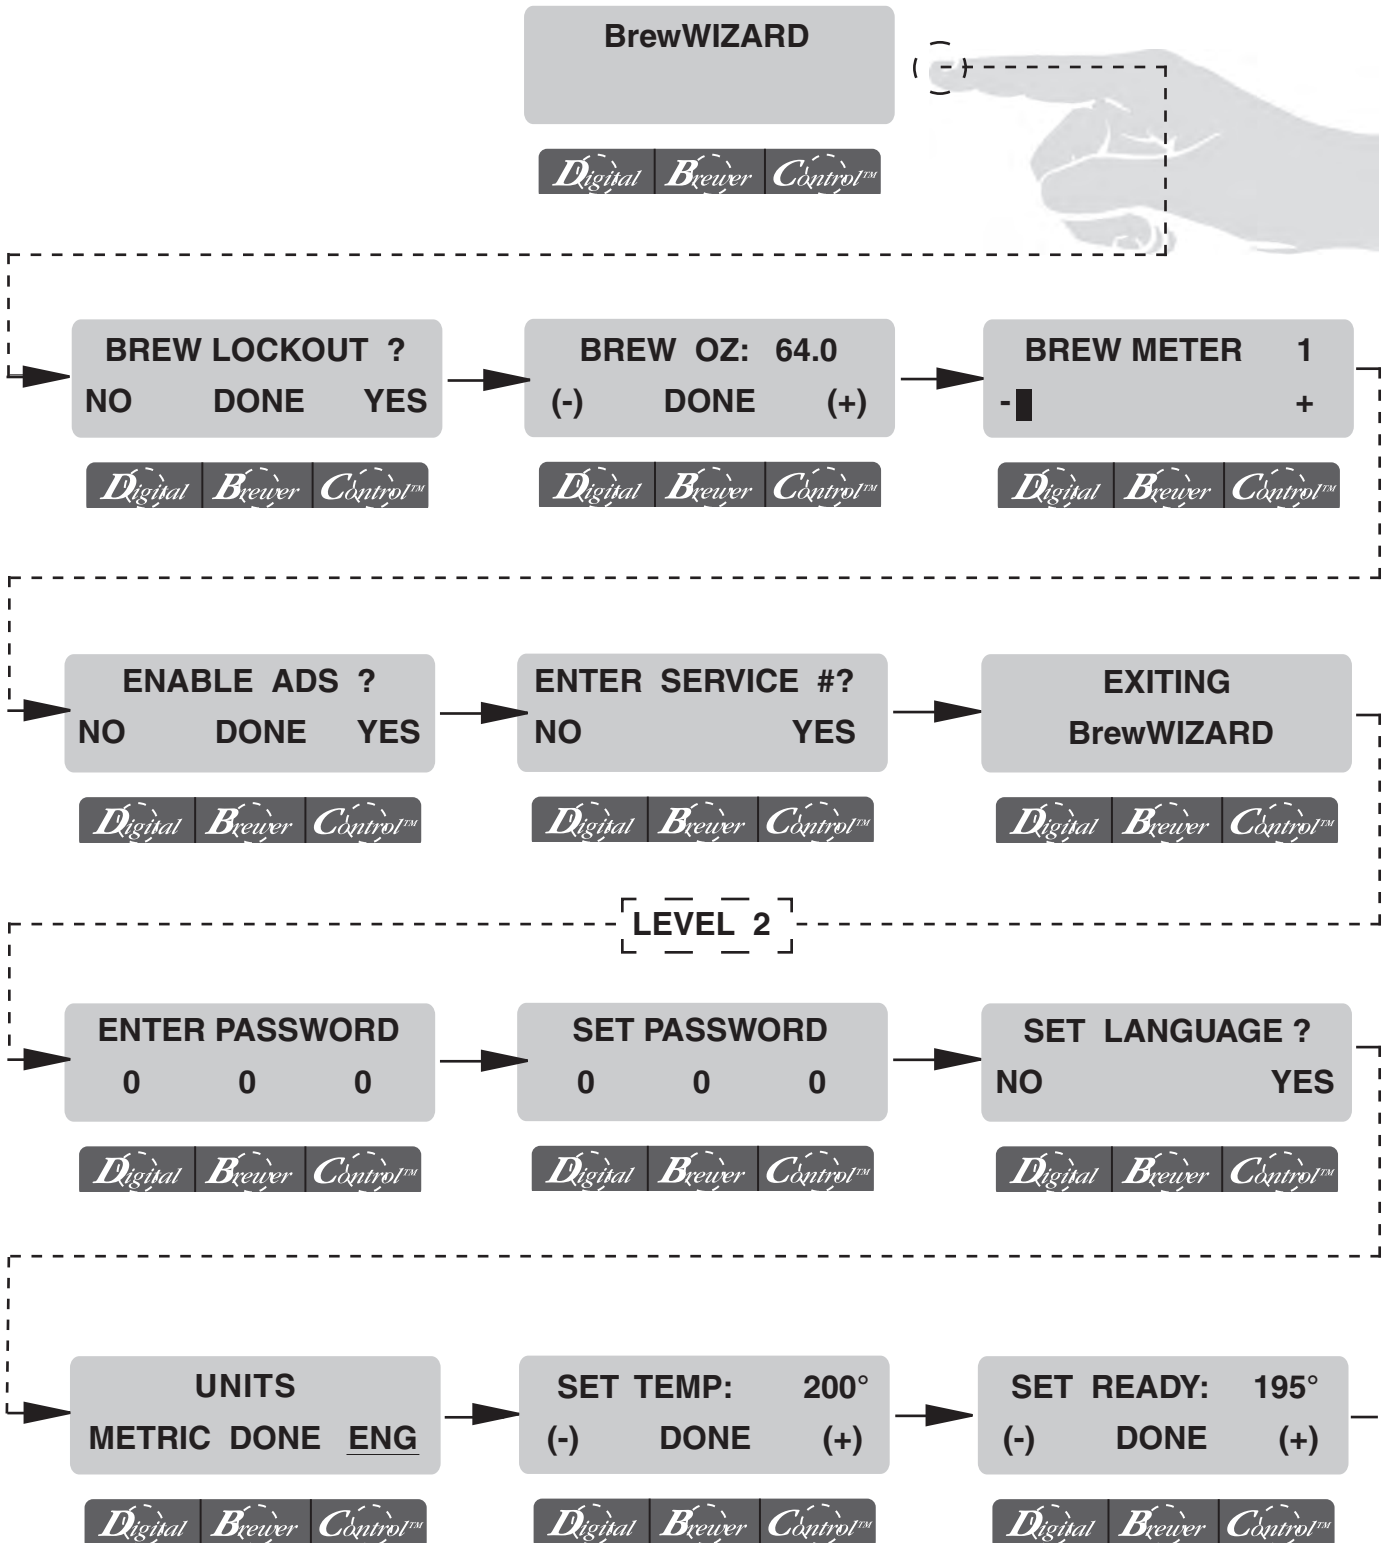 BrewWIZARD
Digital Brewer Control™
BREW LOCKOUT ?
NO DONE YES
Digital Brewer Control™
BREW OZ: 64.0
(-) DONE (+)
Digital Brewer Control™
BREW METER 1
- +
Digital Brewer Control™
ENABLE ADS ?
NO DONE YES
Digital Brewer Control™
ENTER SERVICE #?
NO YES
Digital Brewer Control™
EXITING
BrewWIZARD
Digital Brewer Control™
LEVEL 2
ENTER PASSWORD
0 0 0
Digital Brewer Control™
SET PASSWORD
0 0 0
Digital Brewer Control™
SET LANGUAGE ?
NO YES
Digital Brewer Control™
UNITS
METRIC DONE ENG
Digital Brewer Control™
SET TEMP: 200°
(-) DONE (+)
Digital Brewer Control™
SET READY: 195°
(-) DONE (+)
Digital Brewer Control™